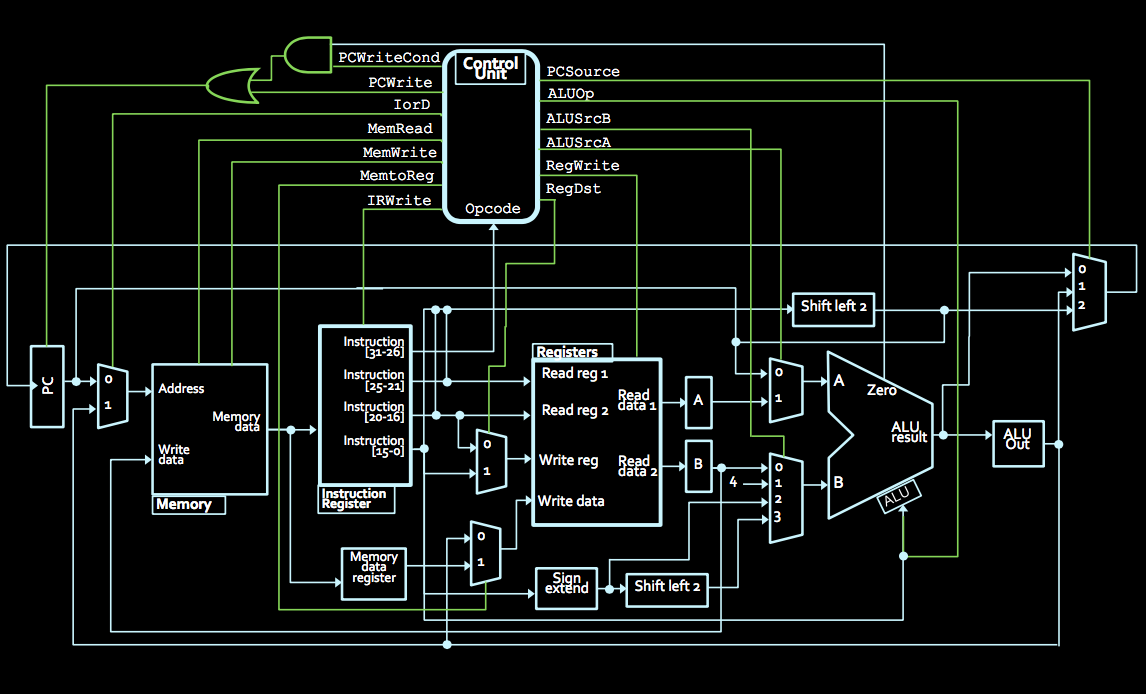 PCWriteCond
PCWrite
IorD
MemRead
MemWrite
MemtoReg
IRWrite
Control
Unit
Opcode
PCSource
ALUOp
ALUSrcB
ALUSrcA
RegWrite
RegDst
0
1
2
Shift left 2
PC
0
1
Address
Memory
data
Write
data
Memory
Instruction
[31-26]
Instruction
[25-21]
Instruction
[20-16]
Instruction
[15-0]
Instruction
Register
0
1
Memory
data
register
0
1
Registers
Read reg 1
Read reg 2
Write reg
Write data
Read
data 1
Read
data 2
A
B
4
0
1
0
1
2
3
Sign
extend
Shift left 2
A
B
Zero
ALU
result
ALU
ALU
Out